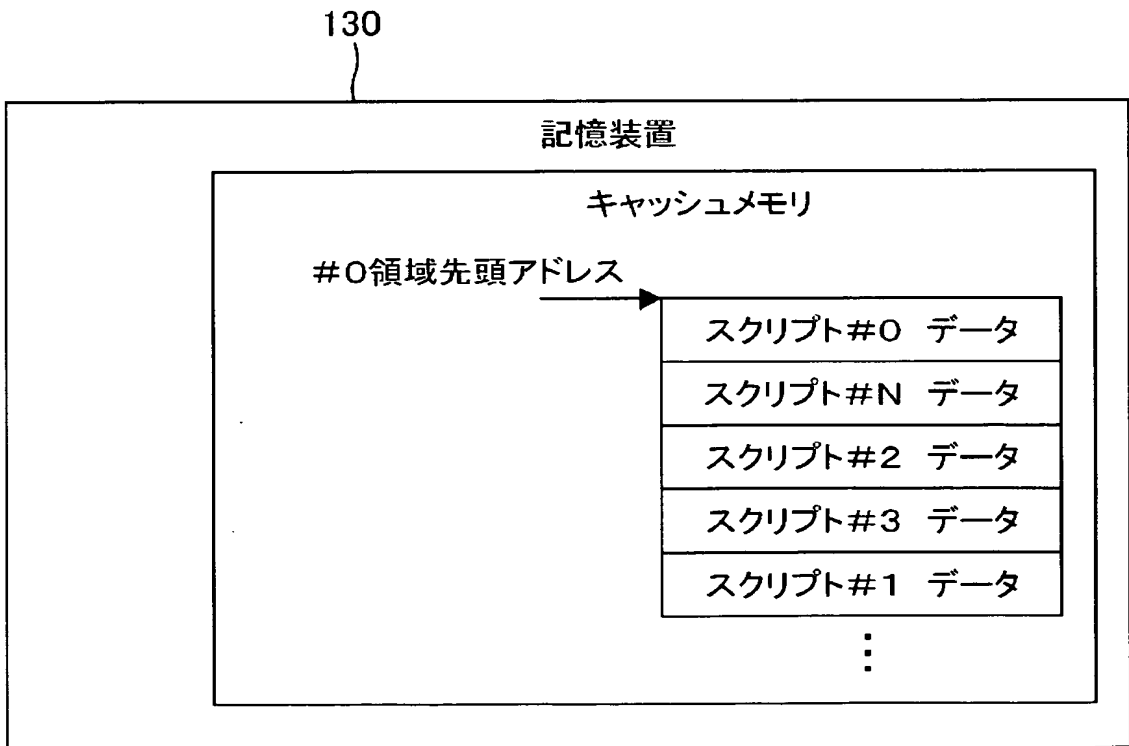 130
記憶装置
キャッシュメモリ
#0領域先頭アドレス
スクリプト#0 データ
スクリプト#N データ
スクリプト#2 データ
スクリプト#3 データ
スクリプト#1 データ
⋮